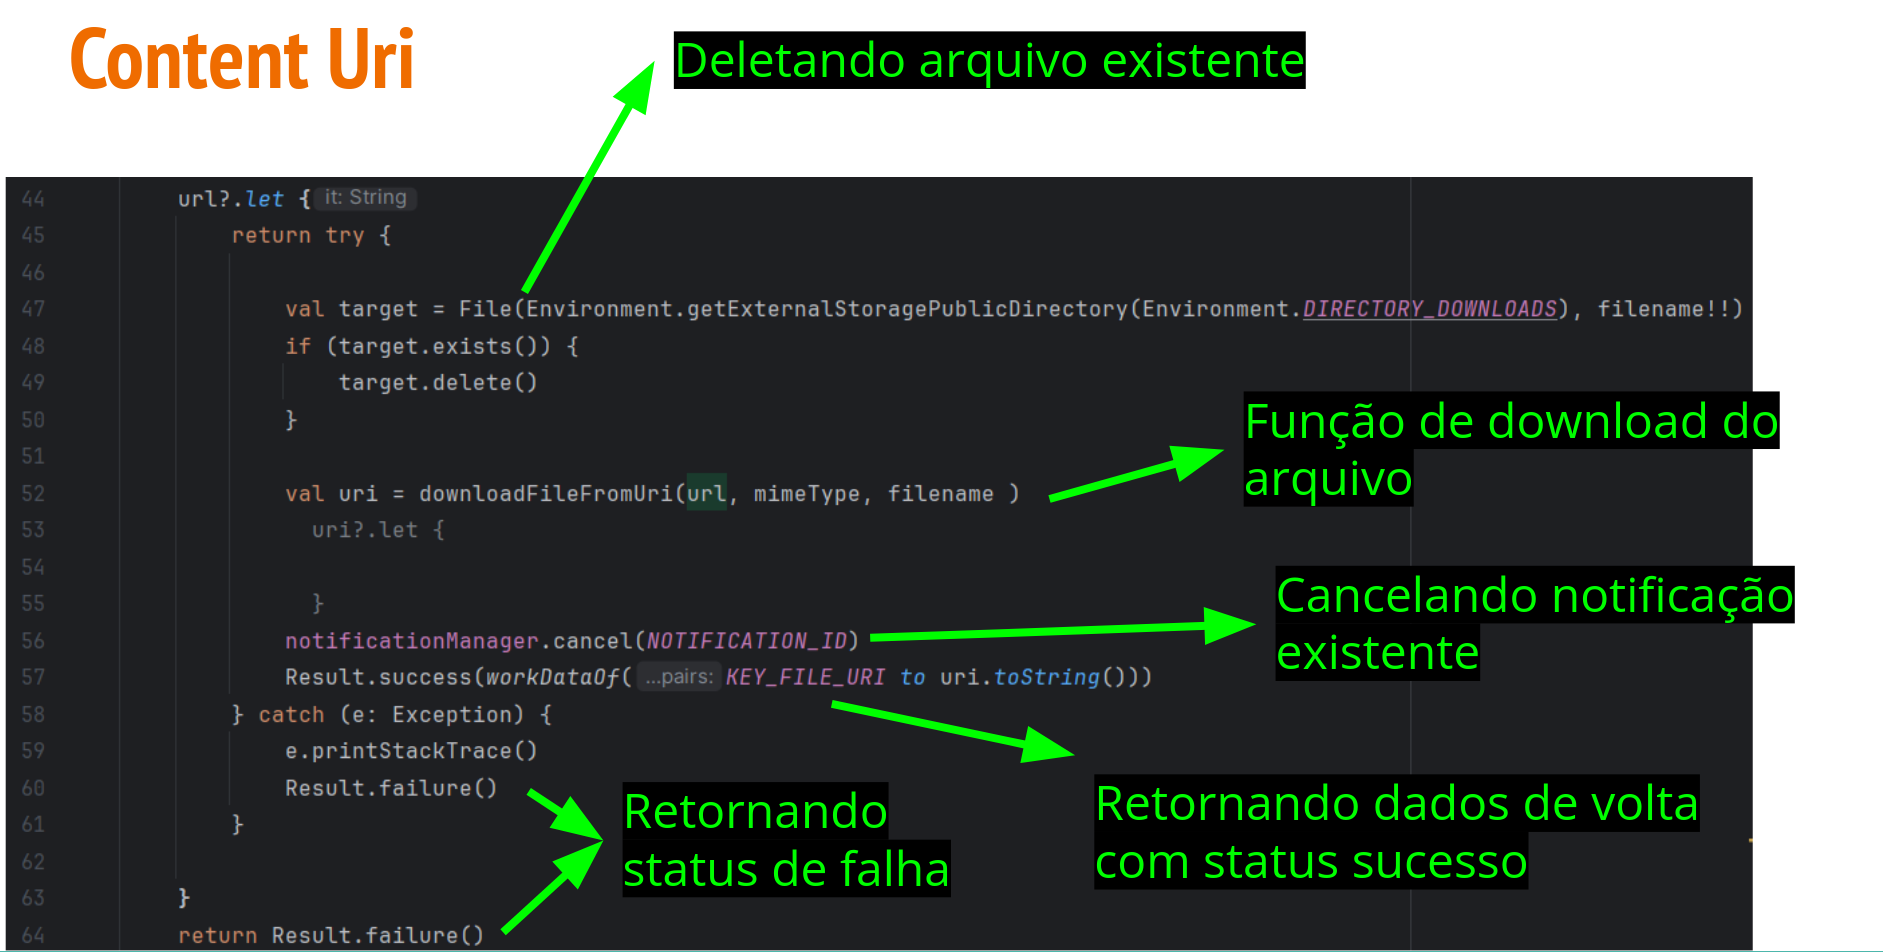 Content Uri
Deletando arquivo existente
44 url?.let { it: String
45 return try {
46
47 val target = File(Environment.getExternalStoragePublicDirectory(Environment.DIRECTORY_DOWNLOADS), filename!!)
48 if (target.exists()) {
49 target.delete()
50 }
51
52 val uri = downloadFileFromUri(url, mimeType, filename )
53 uri?.let {
54
55 }
56 notificationManager.cancel(NOTIFICATION_ID)
57 Result.success(workDataOf( ...pairs: KEY_FILE_URI to uri.toString()))
58 } catch (e: Exception) {
59 e.printStackTrace()
60 Result.failure()
61 }
62
63 }
64 return Result.failure()
Função de download do
arquivo
Cancelando notificação
existente
Retornando dados de volta
com status sucesso
Retornando
status de falha